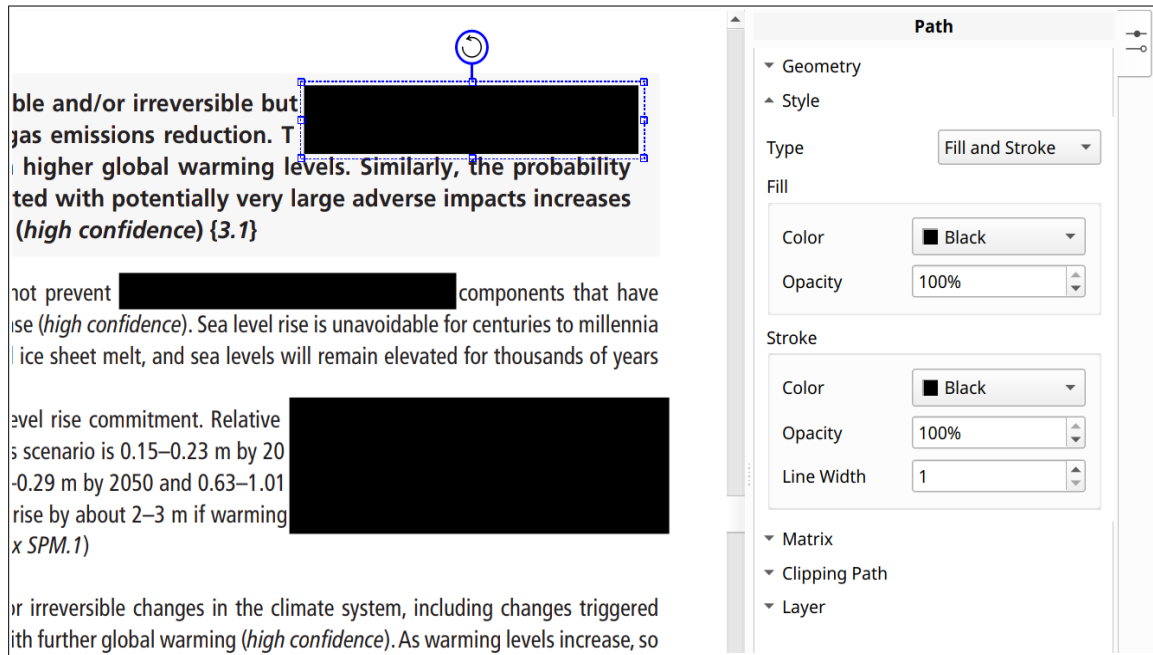 ble and/or irreversible but
gas emissions reduction. T
higher global warming levels. Similarly, the probability
ted with potentially very large adverse impacts increases
(high confidence) {3.1}
not prevent components that have
se (high confidence). Sea level rise is unavoidable for centuries to millennia
ice sheet melt, and sea levels will remain elevated for thousands of years
evel rise commitment. Relative
s scenario is 0.15–0.23 m by 20
-0.29 m by 2050 and 0.63–1.01
rise by about 2–3 m if warming
x SPM.1)
or irreversible changes in the climate system, including changes triggered
ith further global warming (high confidence). As warming levels increase, so
Path
Geometry
Style
Type Fill and Stroke
Fill
Color Black
Opacity 100%
Stroke
Color Black
Opacity 100%
Line Width 1
Matrix
Clipping Path
Layer